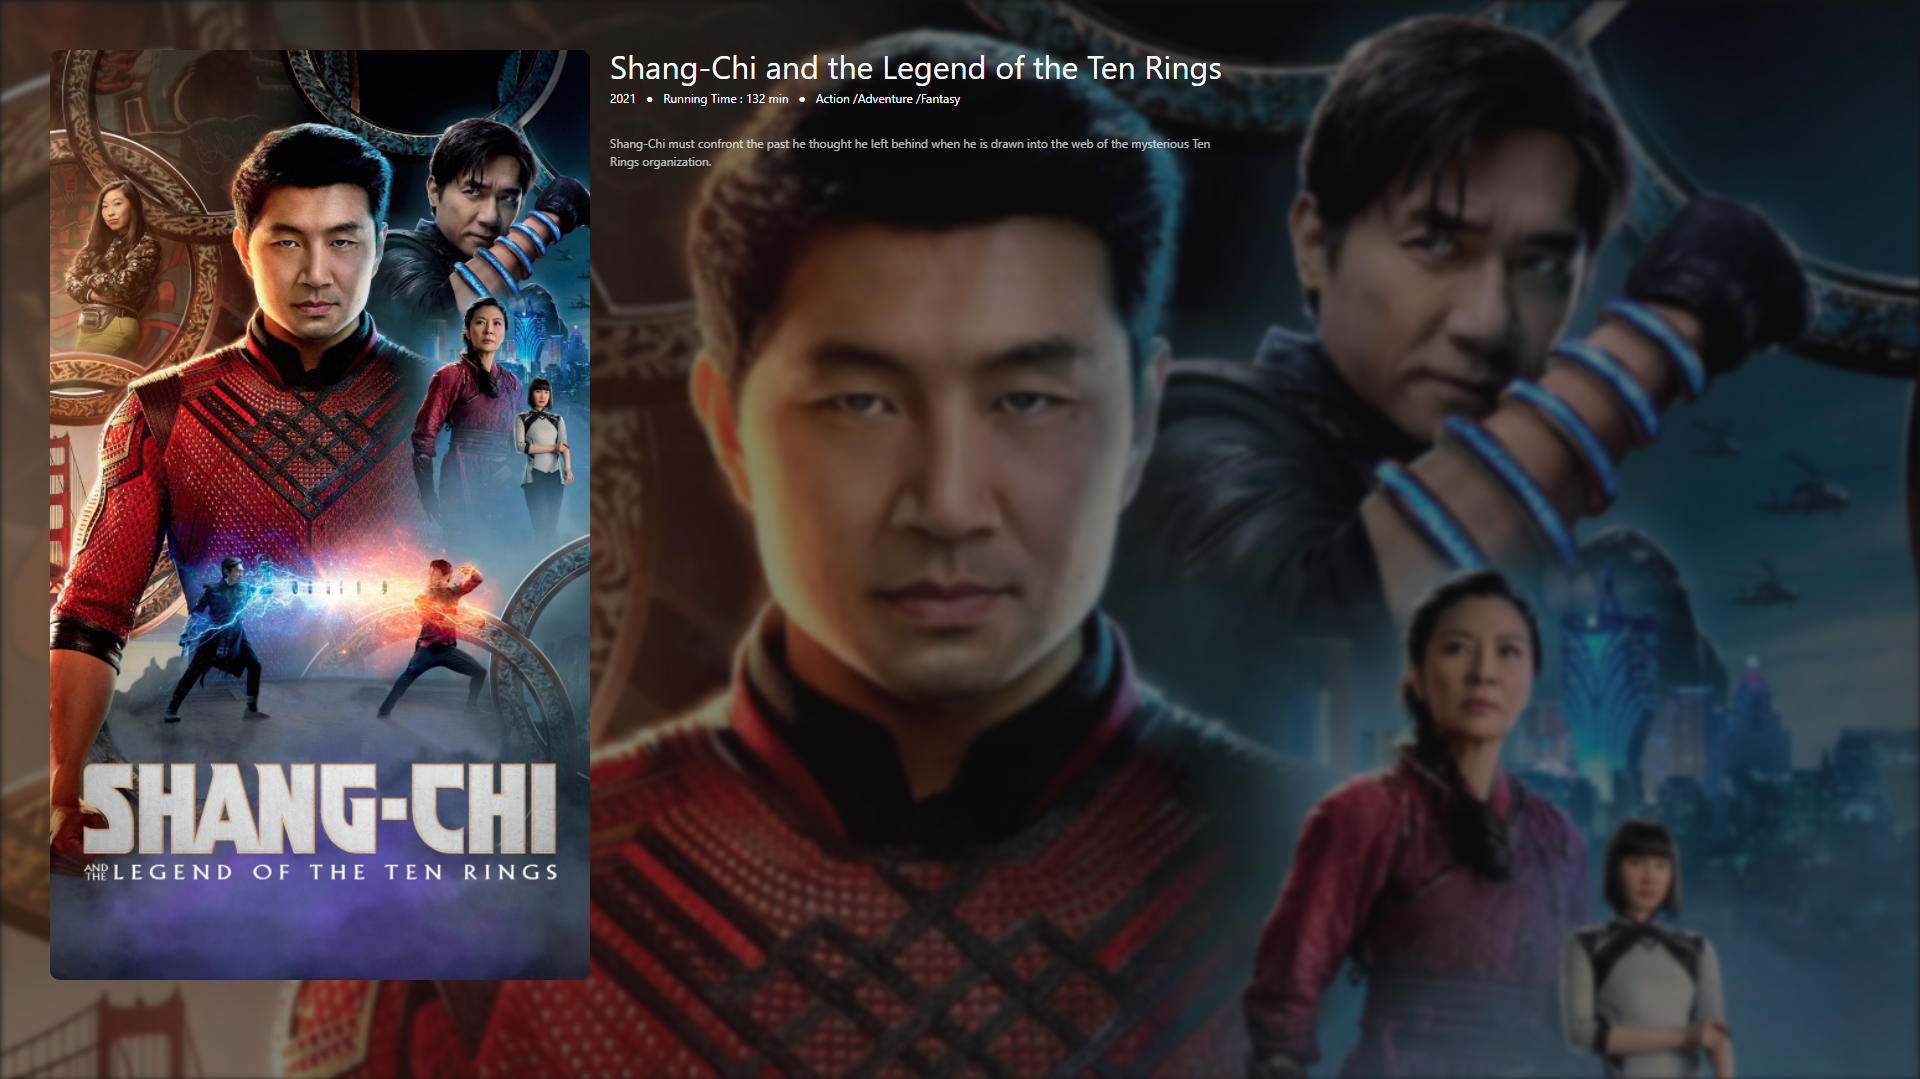 Shang-Chi and the Legend of the Ten Rings
2021 ● Running Time : 132 min ● Action /Adventure /Fantasy
Shang-Chi must confront the past he thought he left behind when he is drawn into the web of the mysterious Ten
Rings organization.
SHANG-CHI
AND THE LEGEND OF THE TEN RINGS